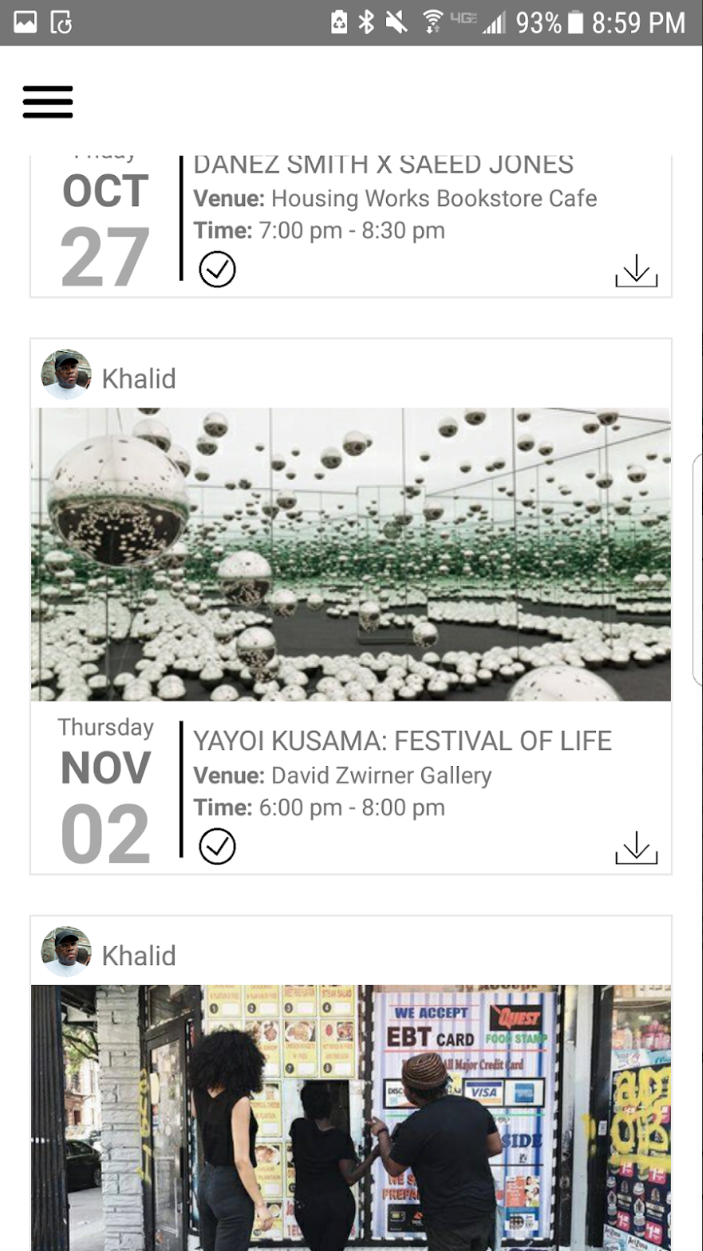 4G LTE 93% 8:59 PM
Friday
DANEZ SMITH X SAEED JONES
OCT
Venue: Housing Works Bookstore Cafe
27
Time: 7:00 pm - 8:30 pm
Khalid
Thursday
YAYOI KUSAMA: FESTIVAL OF LIFE
NOV
Venue: David Zwirner Gallery
02
Time: 6:00 pm - 8:00 pm
Khalid
WE ACCEPT
QUEST
EBT CARD
FOOD STAMP
All Major Credit Card
VISA
SIDE